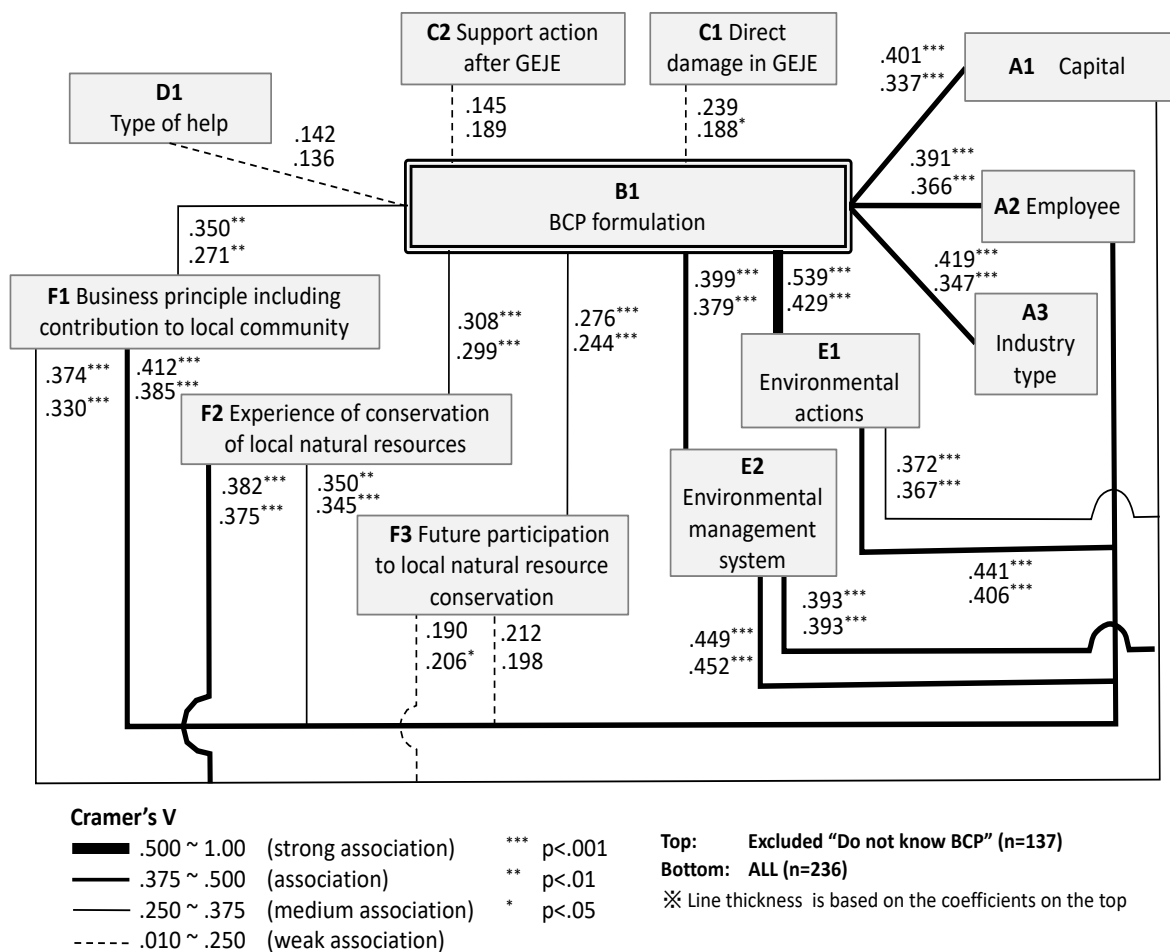 C2 Support action
after GEJE
C1 Direct
damage in GEJE
A1 Capital
D1
Type of help
.145
.189
.239
.188*
.401***
.337***
.142
.136
B1
BCP formulation
.391***
.366***
A2 Employee
.350**
.271**
.419***
.347***
F1 Business principle including
contribution to local community
.308***
.299***
.276***
.244***
.399***
.379***
.539***
.429***
A3
Industry
type
E1
Environmental
actions
.374***
.330***
.412***
.385***
F2 Experience of conservation
of local natural resources
.382***
.375***
.350**
.345***
E2
Environmental
management
system
.372***
.367***
F3 Future participation
to local natural resource
conservation
.441***
.406***
.393***
.393***
.190
.206*
.212
.198
.449***
.452***
Cramer's V
.500 ~ 1.00 (strong association) *** p<.001
.375 ~ .500 (association) ** p<.01
.250 ~ .375 (medium association) * p<.05
.010 ~ .250 (weak association)
Top: Excluded “Do not know BCP” (n=137)
Bottom: ALL (n=236)
※ Line thickness is based on the coefficients on the top